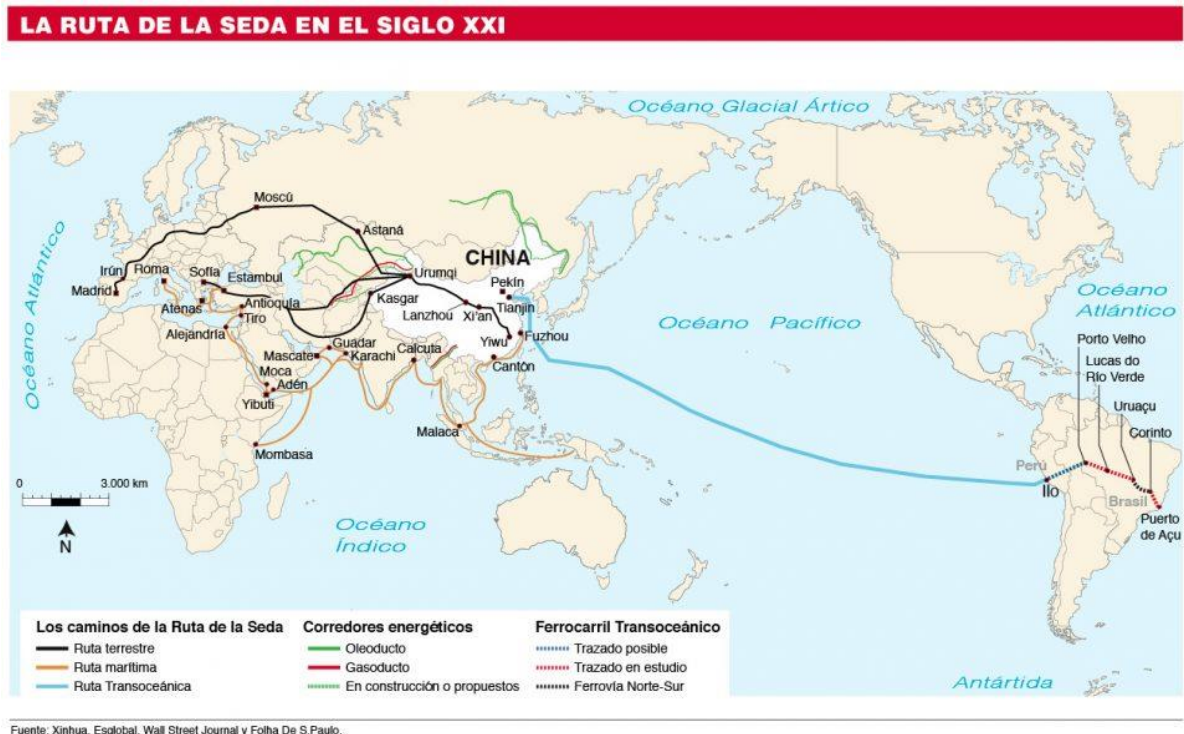 LA RUTA DE LA SEDA EN EL SIGLO XXI
Océano Glacial Ártico
Océano Atlántico
Moscú
Astaná
CHINA
Irún
Roma
Sofía
Estambul
Urumqi
Pekín
Madrid
Atenas
Antioquía
Tiro
Kasgar
Lanzhou
Xi'an
Tianjin
Océano Pacífico
Océano
Atlántico
Alejandría
Guadar
Mascate
Karachi
Calcuta
Yiwu
Fuzhou
Cantón
Porto Velho
Lucas do
Río Verde
Moca
Adén
Yibuti
Uruaçu
Corinto
Malaca
Mombasa
Perú
Ilo
Brasil
Puerto
de Açu
0 3.000 km
N
Océano
Índico
Antártida
Los caminos de la Ruta de la Seda
Ruta terrestre
Ruta marítima
Ruta Transoceánica
Corredores energéticos
Oleoducto
Gasoducto
En construcción o propuestos
Ferrocarril Transoceánico
Trazado posible
Trazado en estudio
Ferrovía Norte-Sur
Fuente: Xinhua, Esglobal, Wall Street Journal y Folha De S.Paulo.